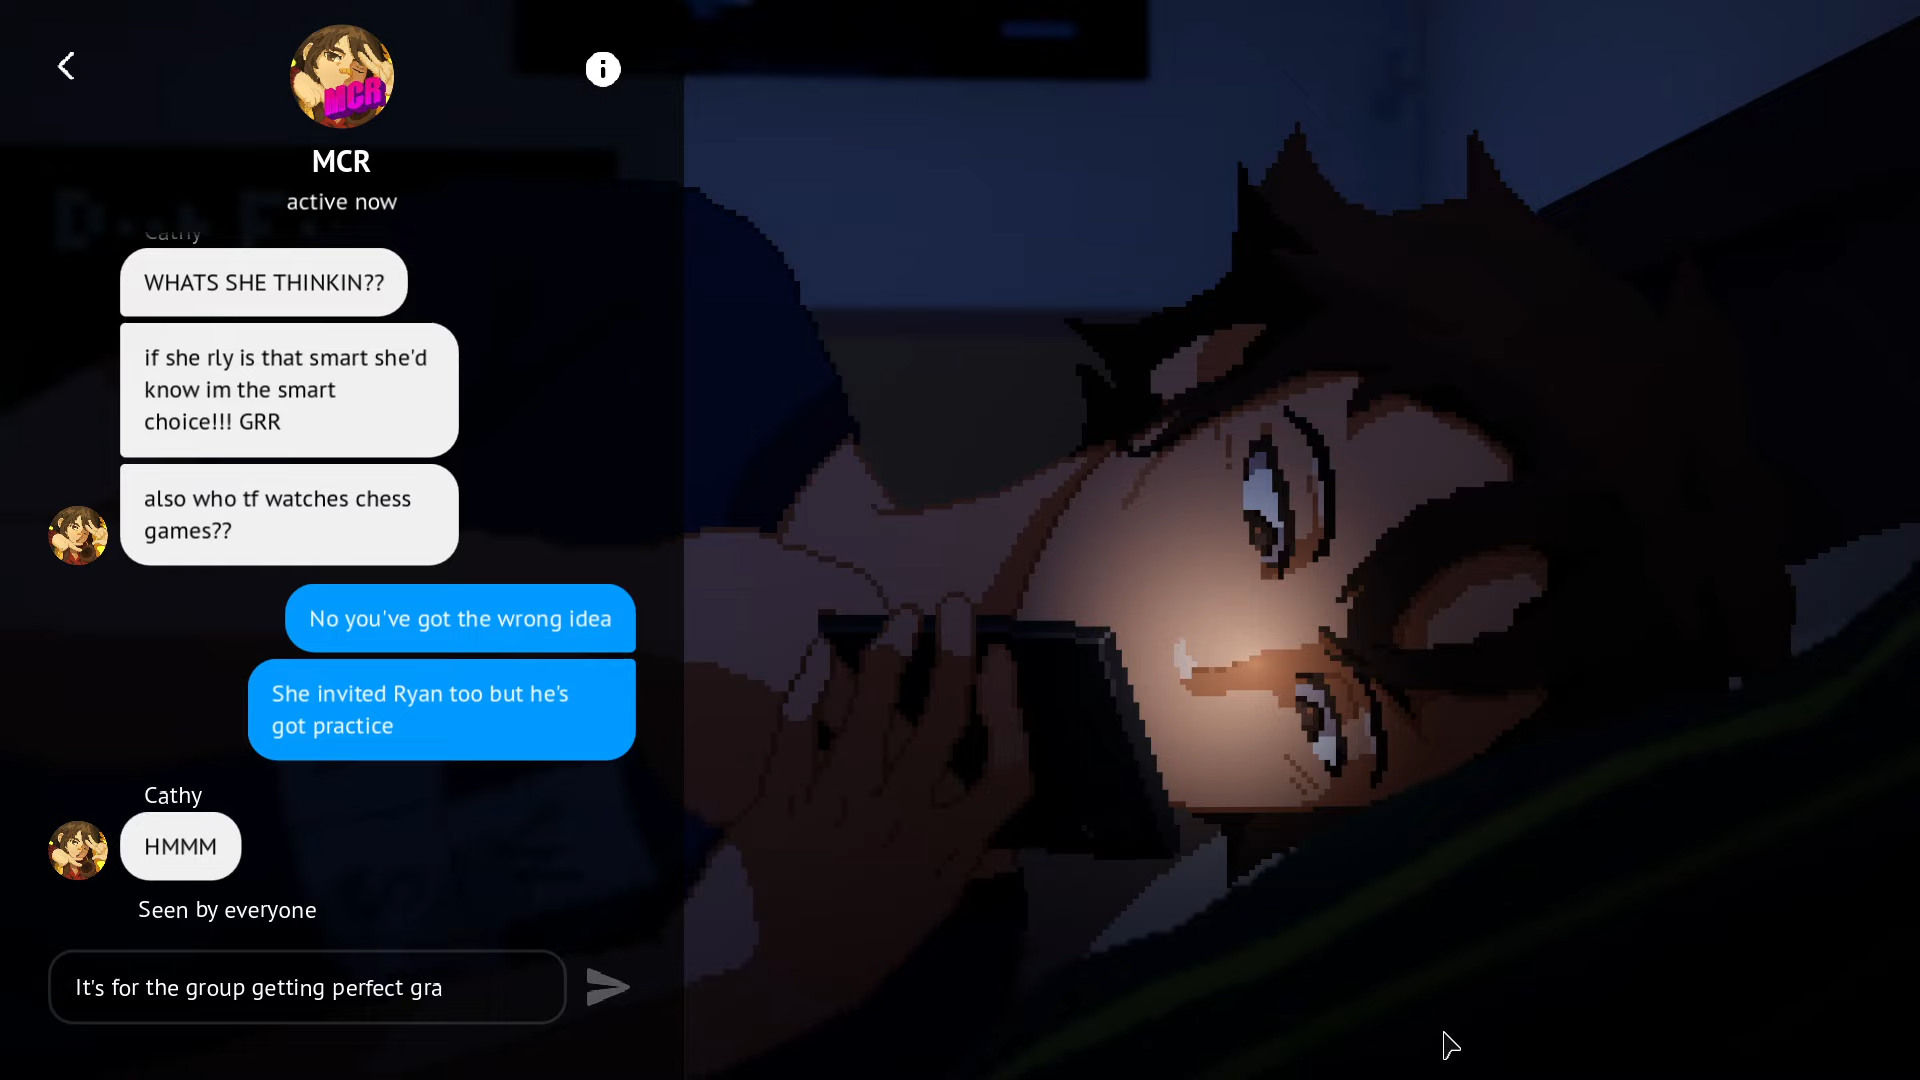 MCR
MCR
active now
Cathy
WHATS SHE THINKIN??
if she rly is that smart she'd
know im the smart
choice!!! GRR
also who tf watches chess
games??
No you've got the wrong idea
She invited Ryan too but he's
got practice
Cathy
HMMM
Seen by everyone
It's for the group getting perfect gra